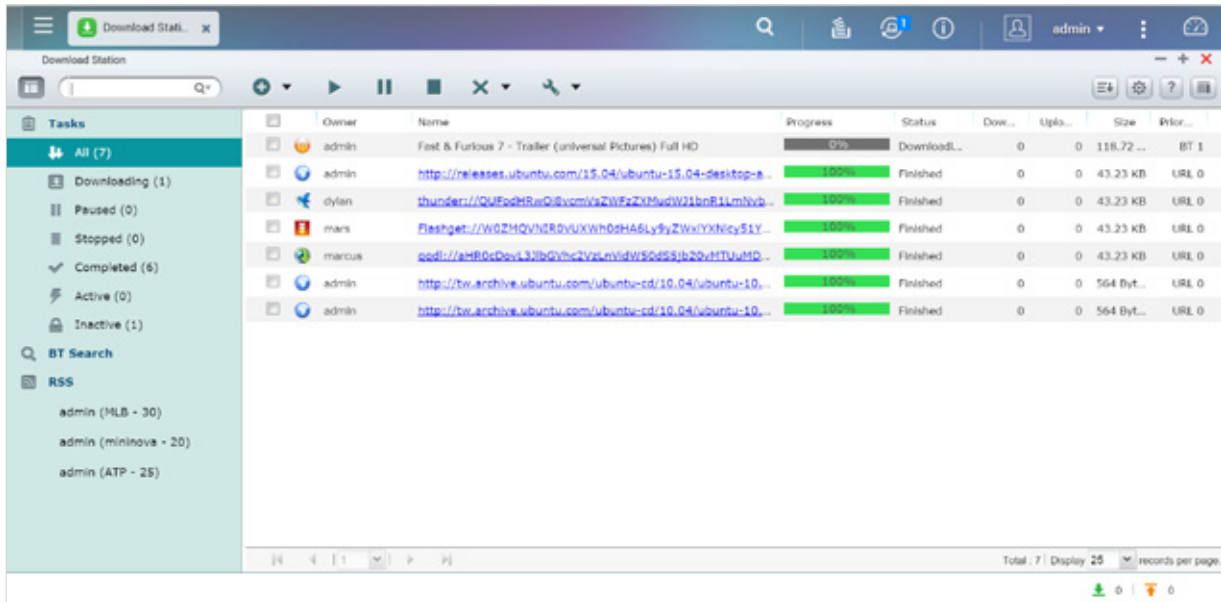 Download Stati..
1
admin
Download Station
Tasks
Owner Name Progress Status Dow... Uplo... Size Prior...
All (7)
admin Fast & Furious 7 - Trailer (universal Pictures) Full HD 0% Downloadi... 0 0 118.72 ... BT 1
Downloading (1)
admin http://releases.ubuntu.com/15.04/ubuntu-15.04-desktop-a... 100% Finished 0 0 43.23 KB URL 0
Paused (0)
dylan 100% Finished 0 0 43.23 KB URL 0
Stopped (0)
mars 100% Finished 0 0 43.23 KB URL 0
Completed (6)
marcus 100% Finished 0 0 43.23 KB URL 0
Active (0)
admin http://tw.archive.ubuntu.com/ubuntu-cd/10.04/ubuntu-10.... 100% Finished 0 0 564 Byt... URL 0
Inactive (1)
admin http://tw.archive.ubuntu.com/ubuntu-cd/10.04/ubuntu-10.... 100% Finished 0 0 564 Byt... URL 0
BT Search
RSS
admin (MLB - 30)
admin (mininova - 20)
admin (ATP - 25)
1
Total : 7 | Display 25 records per page.
0 | 0